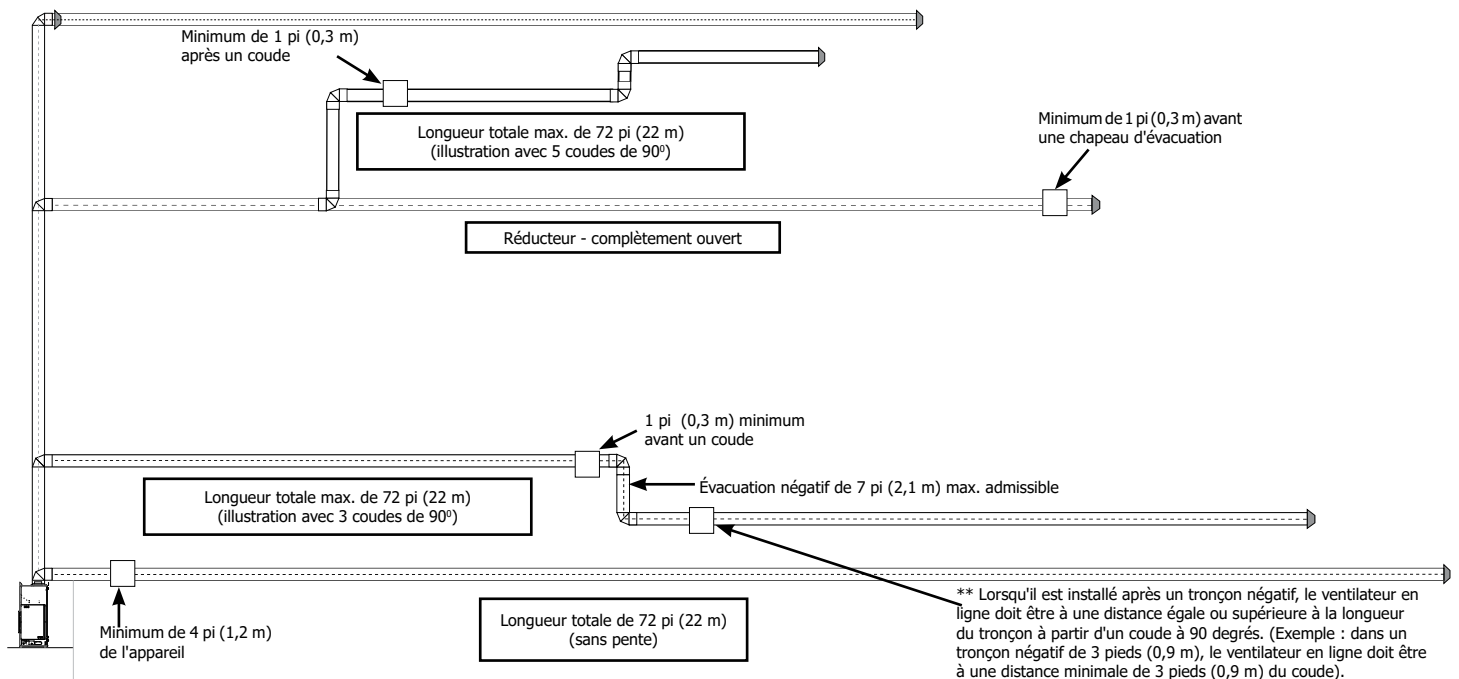 Minimum de 1 pi (0,3 m)
après un coude
Longueur totale max. de 72 pi (22 m)
(illustration avec 5 coudes de 90⁰)
Minimum de 1 pi (0,3 m) avant
une chapeau d'évacuation
Réducteur - complètement ouvert
1 pi (0,3 m) minimum
avant un coude
Évacuation négatif de 7 pi (2,1 m) max. admissible
Longueur totale max. de 72 pi (22 m)
(illustration avec 3 coudes de 90⁰)
Minimum de 4 pi (1,2 m)
de l'appareil
Longueur totale de 72 pi (22 m)
(sans pente)
** Lorsqu'il est installé après un tronçon négatif, le ventilateur en
ligne doit être à une distance égale ou supérieure à la longueur
du tronçon à partir d'un coude à 90 degrés. (Exemple : dans un
tronçon négatif de 3 pieds (0,9 m), le ventilateur en ligne doit être
à une distance minimale de 3 pieds (0,9 m) du coude).